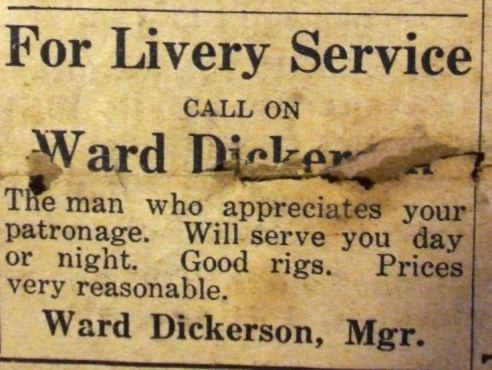 For Livery Service
CALL ON
Ward Dickerson
The man who appreciates your
patronage. Will serve you day
or night. Good rigs. Prices
very reasonable.
Ward Dickerson, Mgr.